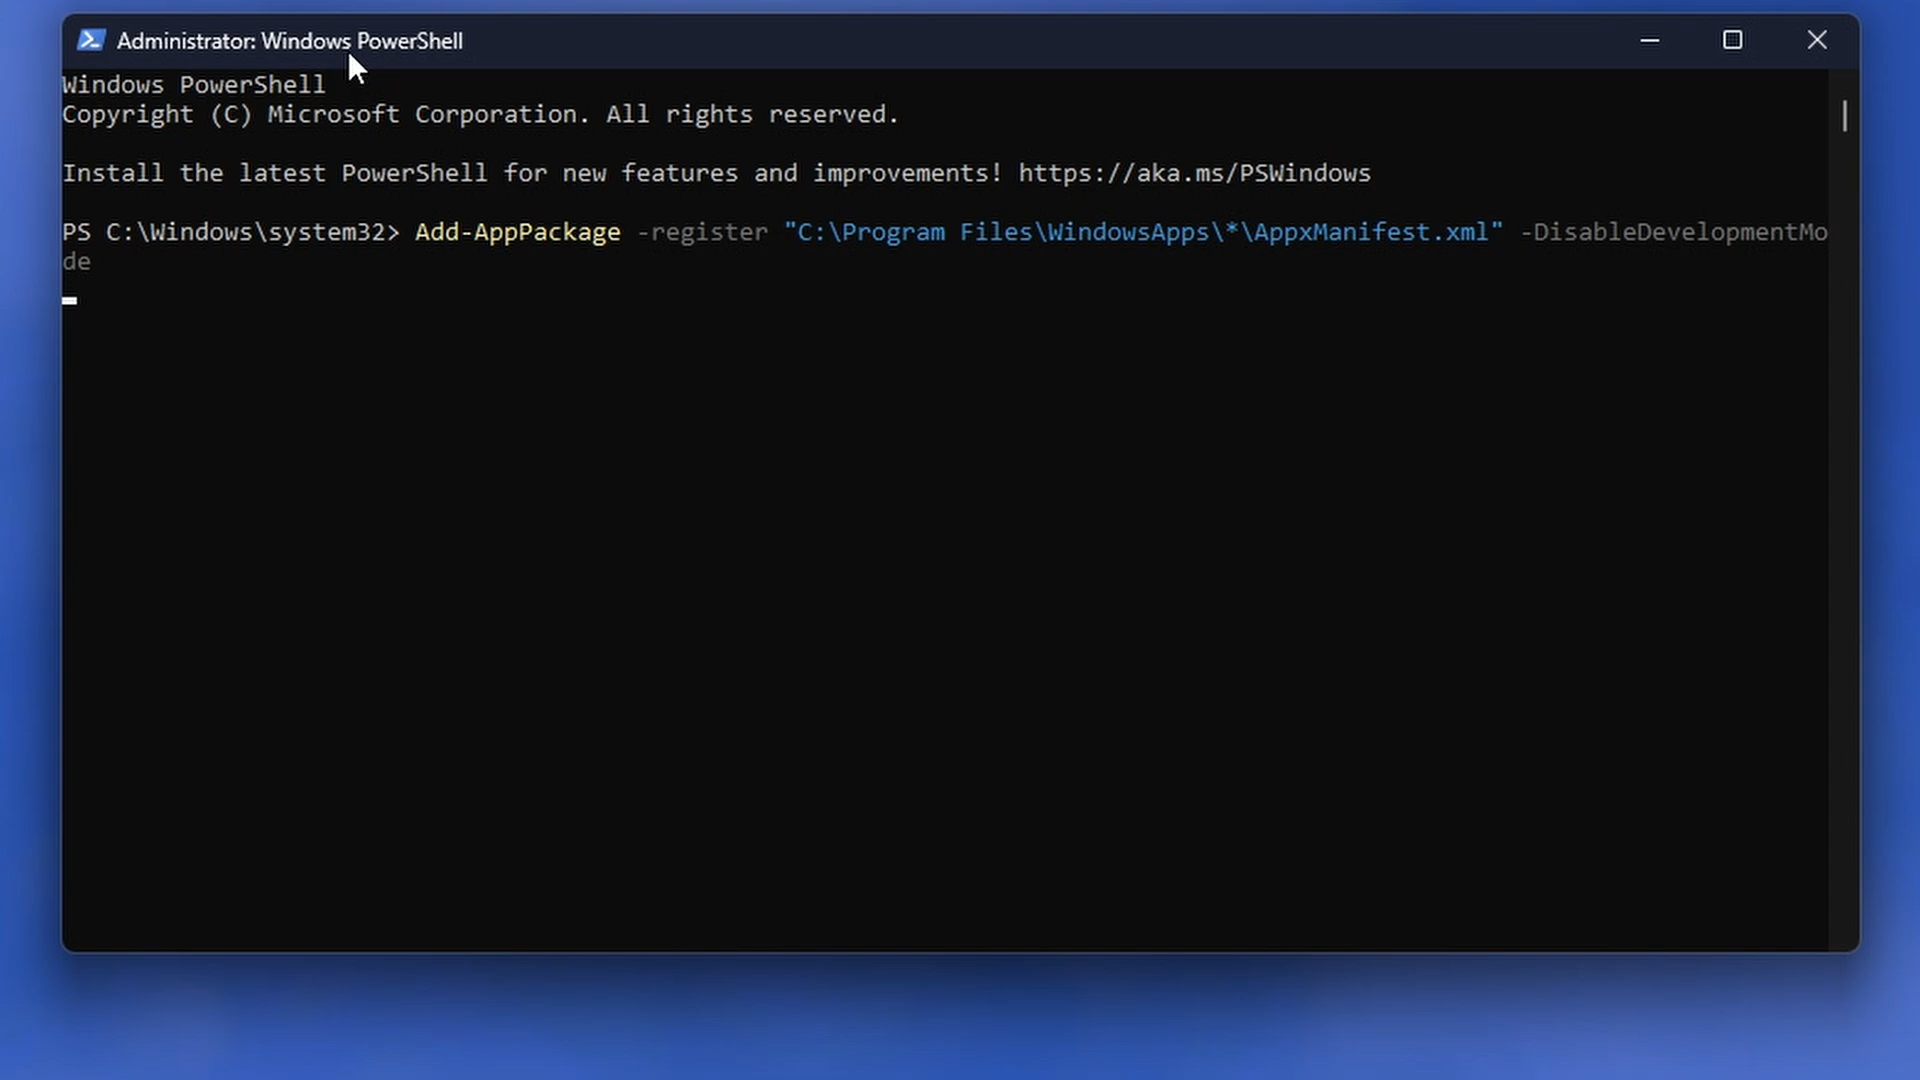 Administrator: Windows PowerShell
Windows PowerShell
Copyright (C) Microsoft Corporation. All rights reserved.
Install the latest PowerShell for new features and improvements! https://aka.ms/PSWindows
PS C:\Windows\system32> Add-AppPackage -register "C:\Program Files\WindowsApps\*\AppxManifest.xml" -DisableDevelopmentMo
de